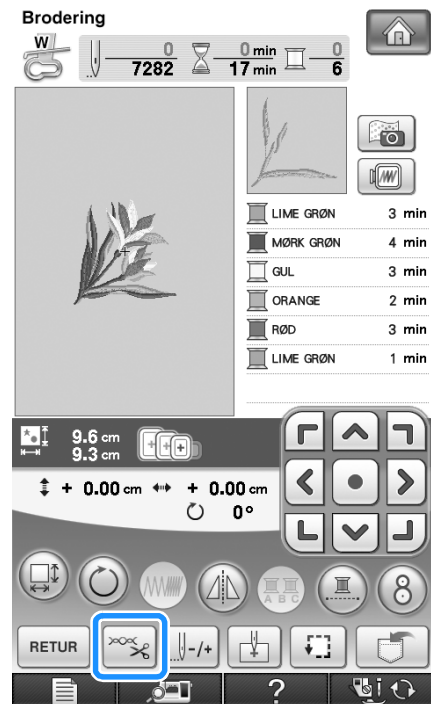 Brodering
W
0
7282
0 min
17 min
0
6
LIME GRØN 3 min
MØRK GRØN 4 min
GUL 3 min
ORANGE 2 min
RØD 3 min
LIME GRØN 1 min
9.6 cm
9.3 cm
+ 0.00 cm + 0.00 cm
0°
A B C
8
RETUR
-/+
?